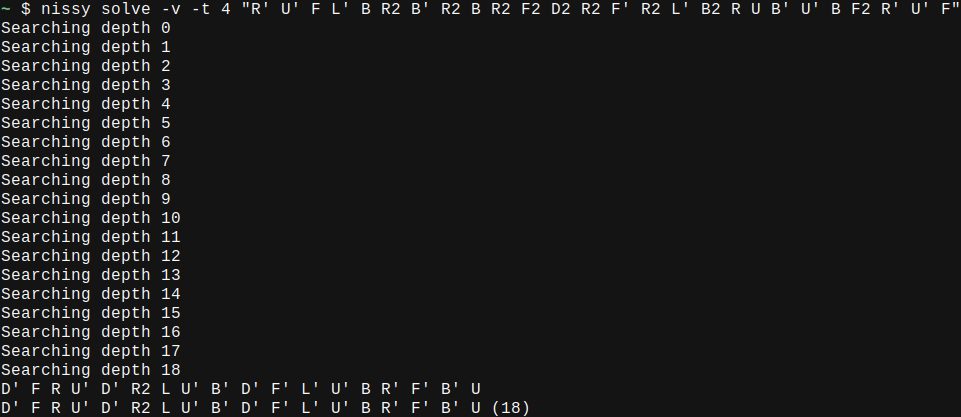 ~ $ nissy solve -v -t 4 "R' U' F L' B R2 B' R2 B R2 F2 D2 R2 F' R2 L' B2 R U B' U' B F2 R' U' F"
Searching depth 0
Searching depth 1
Searching depth 2
Searching depth 3
Searching depth 4
Searching depth 5
Searching depth 6
Searching depth 7
Searching depth 8
Searching depth 9
Searching depth 10
Searching depth 11
Searching depth 12
Searching depth 13
Searching depth 14
Searching depth 15
Searching depth 16
Searching depth 17
Searching depth 18
D' F R U' D' R2 L U' B' D' F' L' U' B R' F' B' U
D' F R U' D' R2 L U' B' D' F' L' U' B R' F' B' U (18)